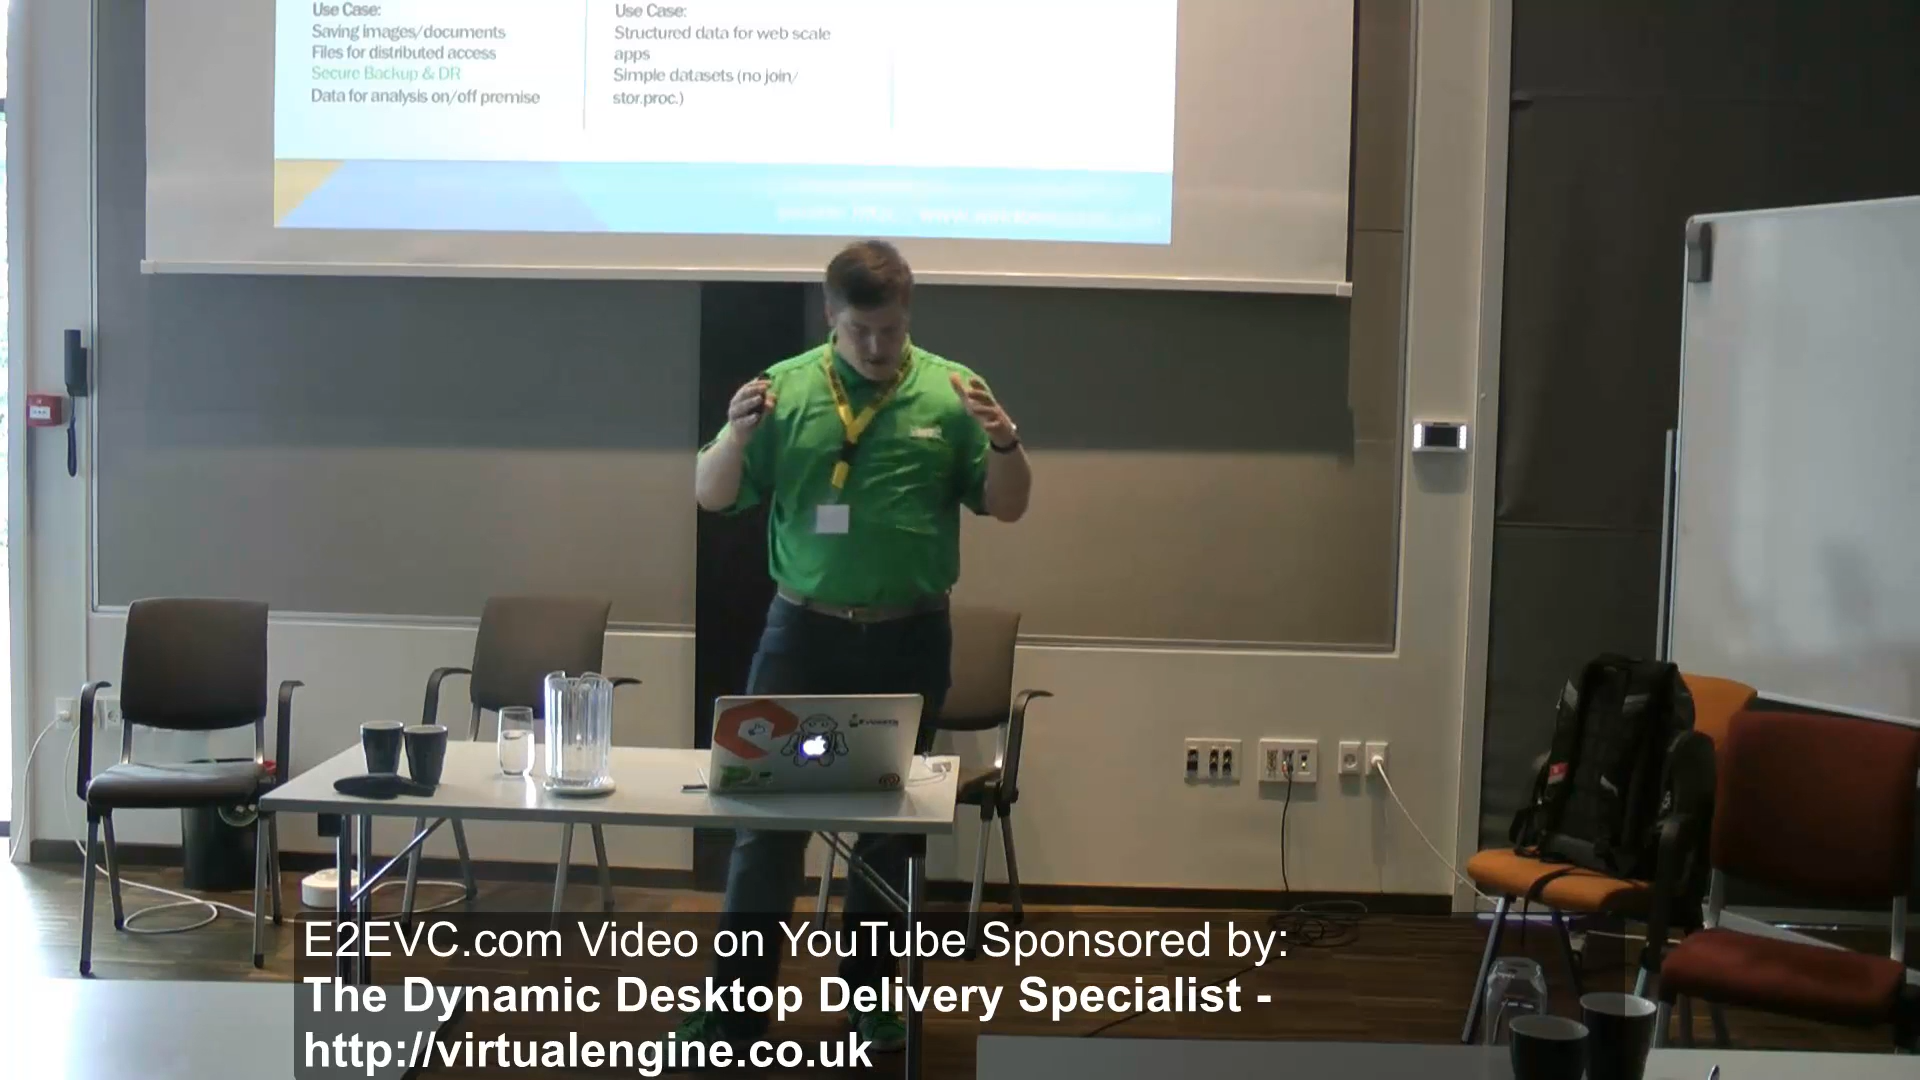 Use Case:
Saving images/documents
Files for distributed access
Secure Backup & DR
Data for analysis on/off premise
Use Case:
Structured data for web scale
apps
Simple datasets (no join/
stor.proc.)
E2EVC.com Video on YouTube Sponsored by:
The Dynamic Desktop Delivery Specialist -
http://virtualengine.co.uk